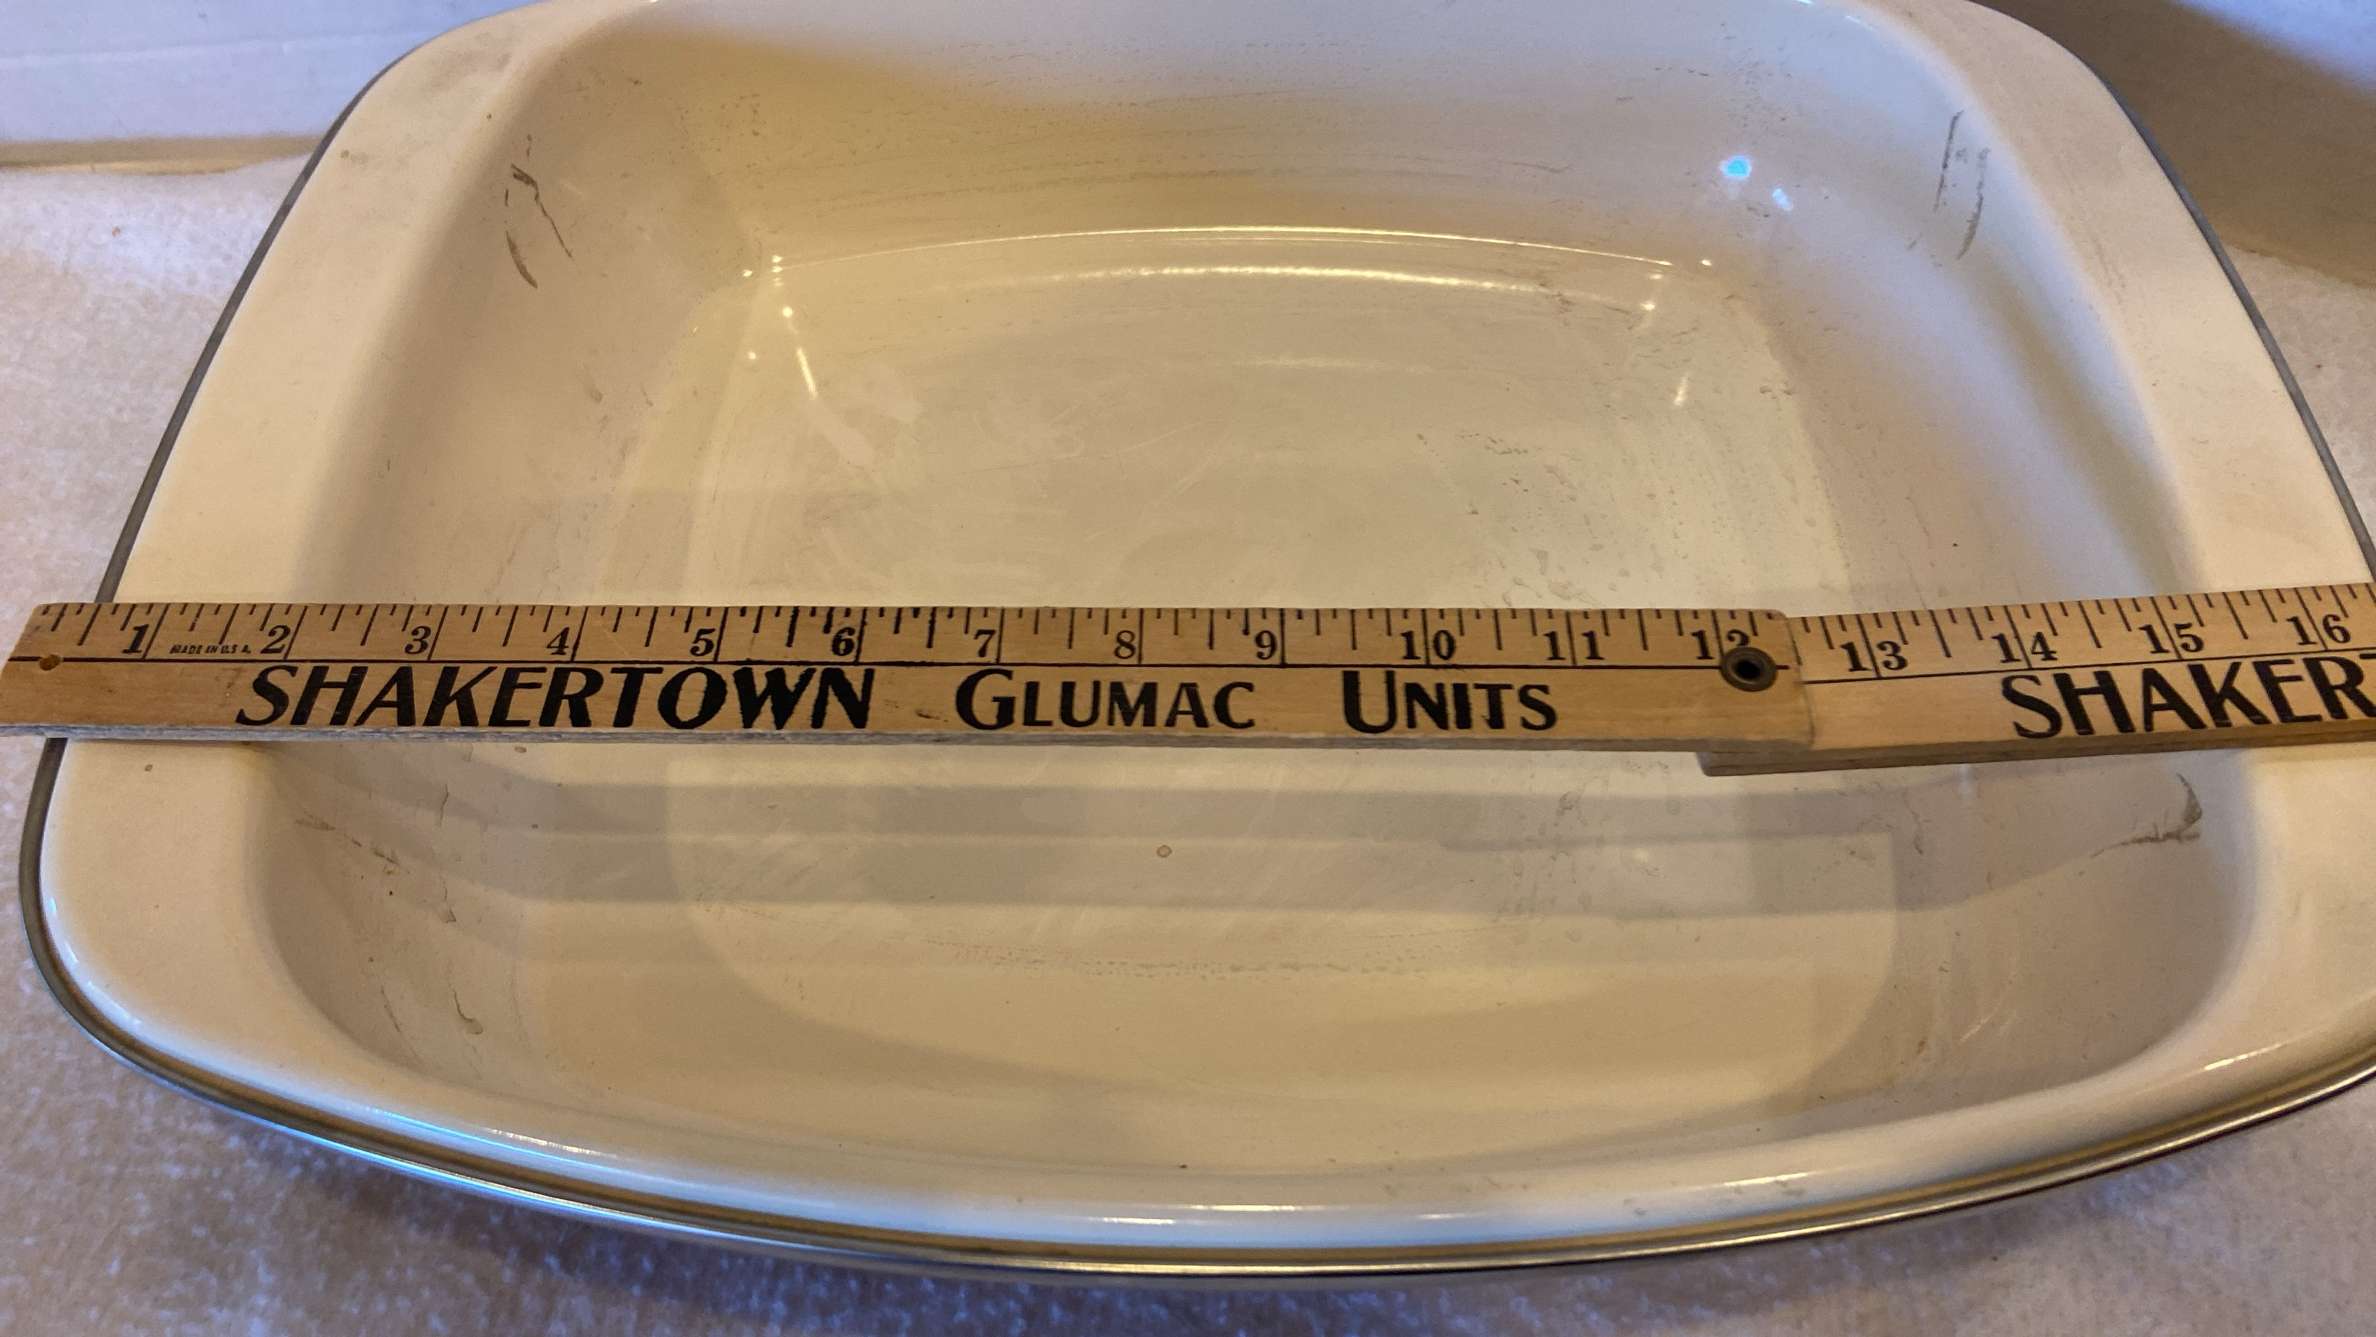 1 2 3 4 5 6 7 8 9 10 11 12 13 14 15 16
MADE IN U.S.A.
SHAKERTOWN GLUMAC UNITS SHAKERT